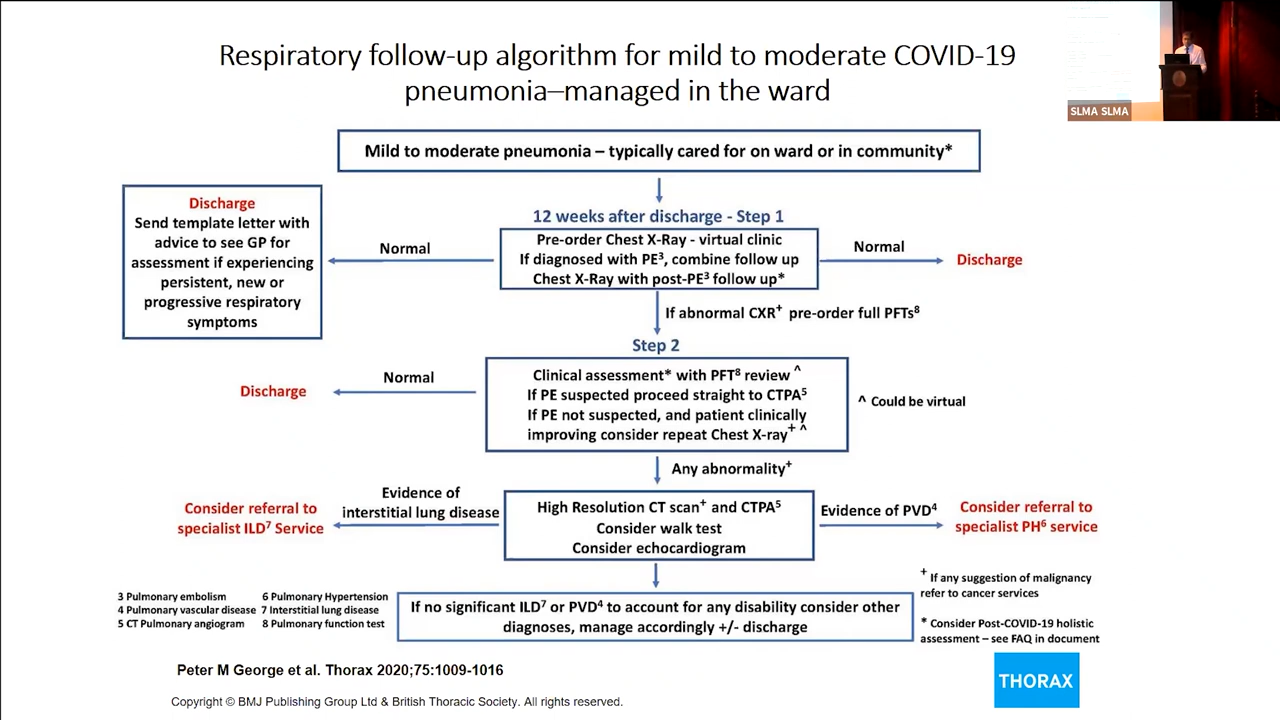 Respiratory follow-up algorithm for mild to moderate COVID-19
pneumonia–managed in the ward
SLMA SLMA
Mild to moderate pneumonia – typically cared for on ward or in community*
12 weeks after discharge - Step 1
Discharge
Send template letter with
advice to see GP for
assessment if experiencing
persistent, new or
progressive respiratory
symptoms
Normal
Pre-order Chest X-Ray - virtual clinic
If diagnosed with PE³, combine follow up
Chest X-Ray with post-PE³ follow up*
Normal
Discharge
If abnormal CXR⁺ pre-order full PFTs⁸
Step 2
Discharge
Normal
Clinical assessment* with PFT⁸ review ^
If PE suspected proceed straight to CTPA⁵
If PE not suspected, and patient clinically
improving consider repeat Chest X-ray⁺ ^
^ Could be virtual
Any abnormality⁺
Consider referral to
specialist ILD⁷ Service
Evidence of
interstitial lung disease
High Resolution CT scan⁺ and CTPA⁵
Consider walk test
Consider echocardiogram
Evidence of PVD⁴
Consider referral to
specialist PH⁶ service
3 Pulmonary embolism
4 Pulmonary vascular disease
5 CT Pulmonary angiogram
6 Pulmonary Hypertension
7 Interstitial lung disease
8 Pulmonary function test
If no significant ILD⁷ or PVD⁴ to account for any disability consider other
diagnoses, manage accordingly +/- discharge
⁺ If any suggestion of malignancy
refer to cancer services
* Consider Post-COVID-19 holistic
assessment – see FAQ in document
Peter M George et al. Thorax 2020;75:1009-1016
THORAX
Copyright © BMJ Publishing Group Ltd & British Thoracic Society. All rights reserved.